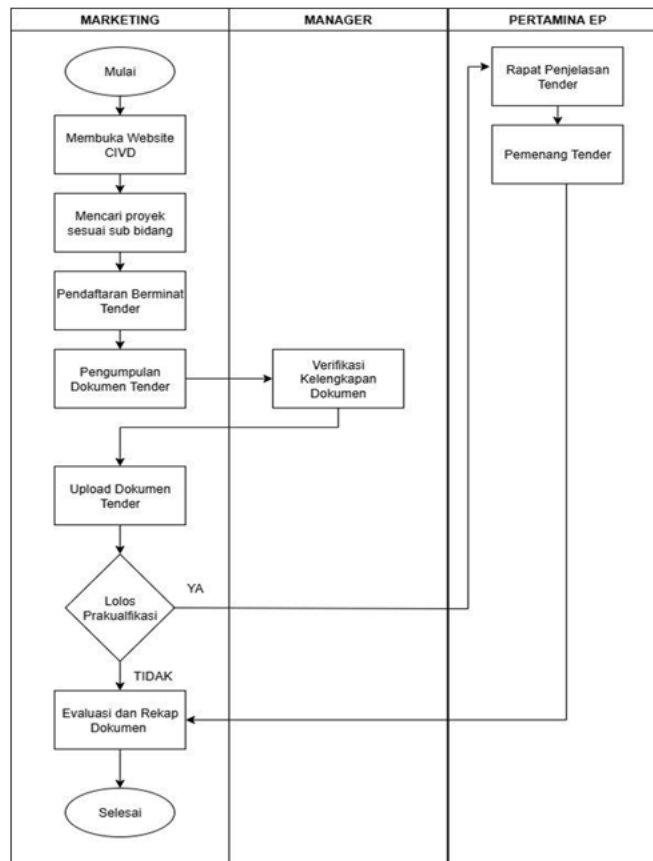 MARKETING
MANAGER
PERTAMINA EP
Mulai
Membuka Website
CIVD
Mencari proyek
sesuai sub bidang
Pendaftaran Berminat
Tender
Pengumpulan
Dokumen Tender
Verifikasi
Kelengkapan
Dokumen
Upload Dokumen
Tender
Lolos
Prakualfikasi
YA
TIDAK
Rapat Penjelasan
Tender
Pemenang Tender
Evaluasi dan Rekap
Dokumen
Selesai